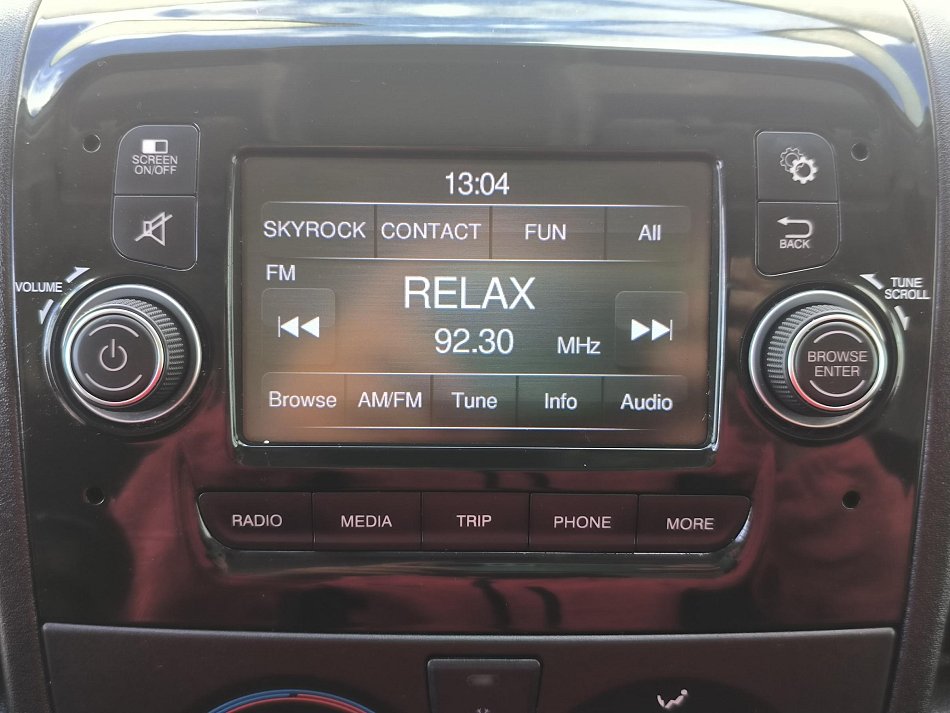 SCREEN
ON/OFF
13:04
SKYROCK CONTACT FUN All
BACK
VOLUME
FM
RELAX
92.30 MHz
TUNE
SCROLL
BROWSE
ENTER
Browse AM/FM Tune Info Audio
RADIO MEDIA TRIP PHONE MORE